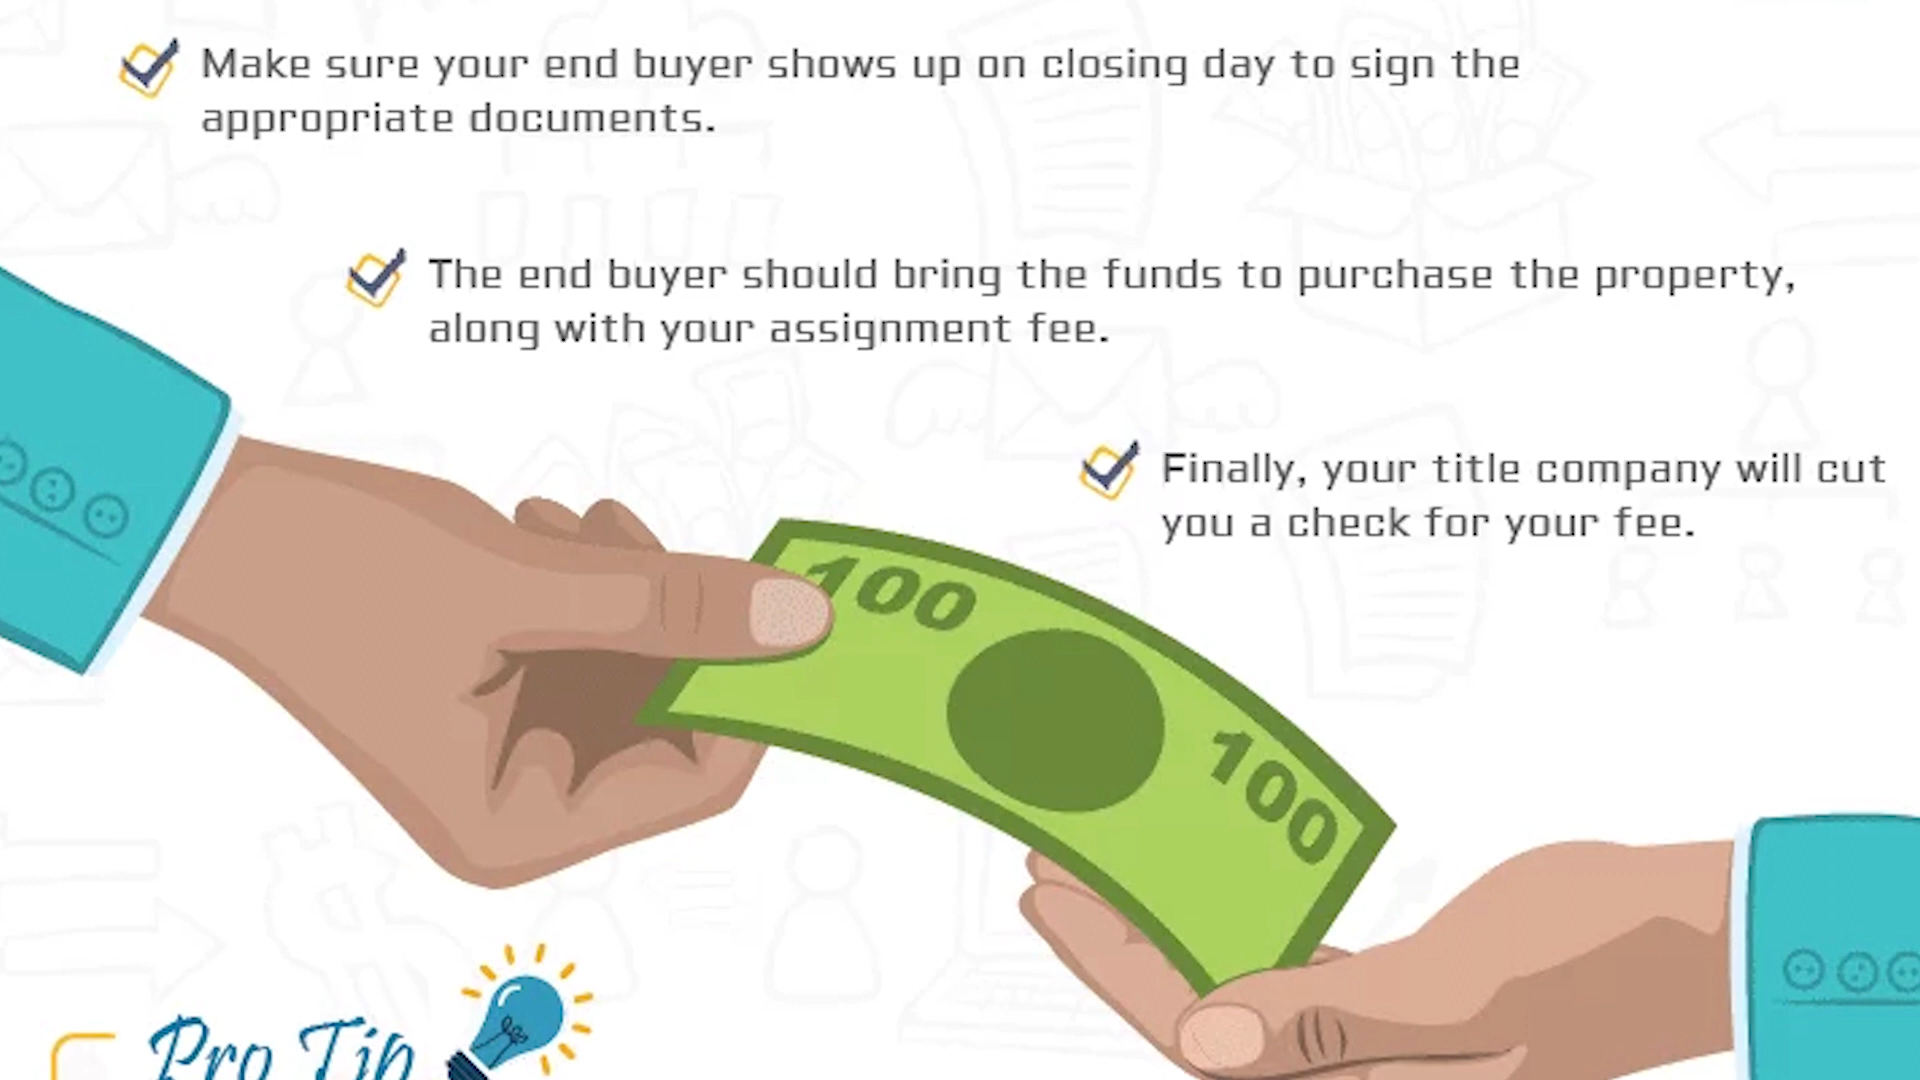 Make sure your end buyer shows up on closing day to sign the
appropriate documents.
The end buyer should bring the funds to purchase the property,
along with your assignment fee.
Finally, your title company will cut
you a check for your fee.
100
100
Pro Tip